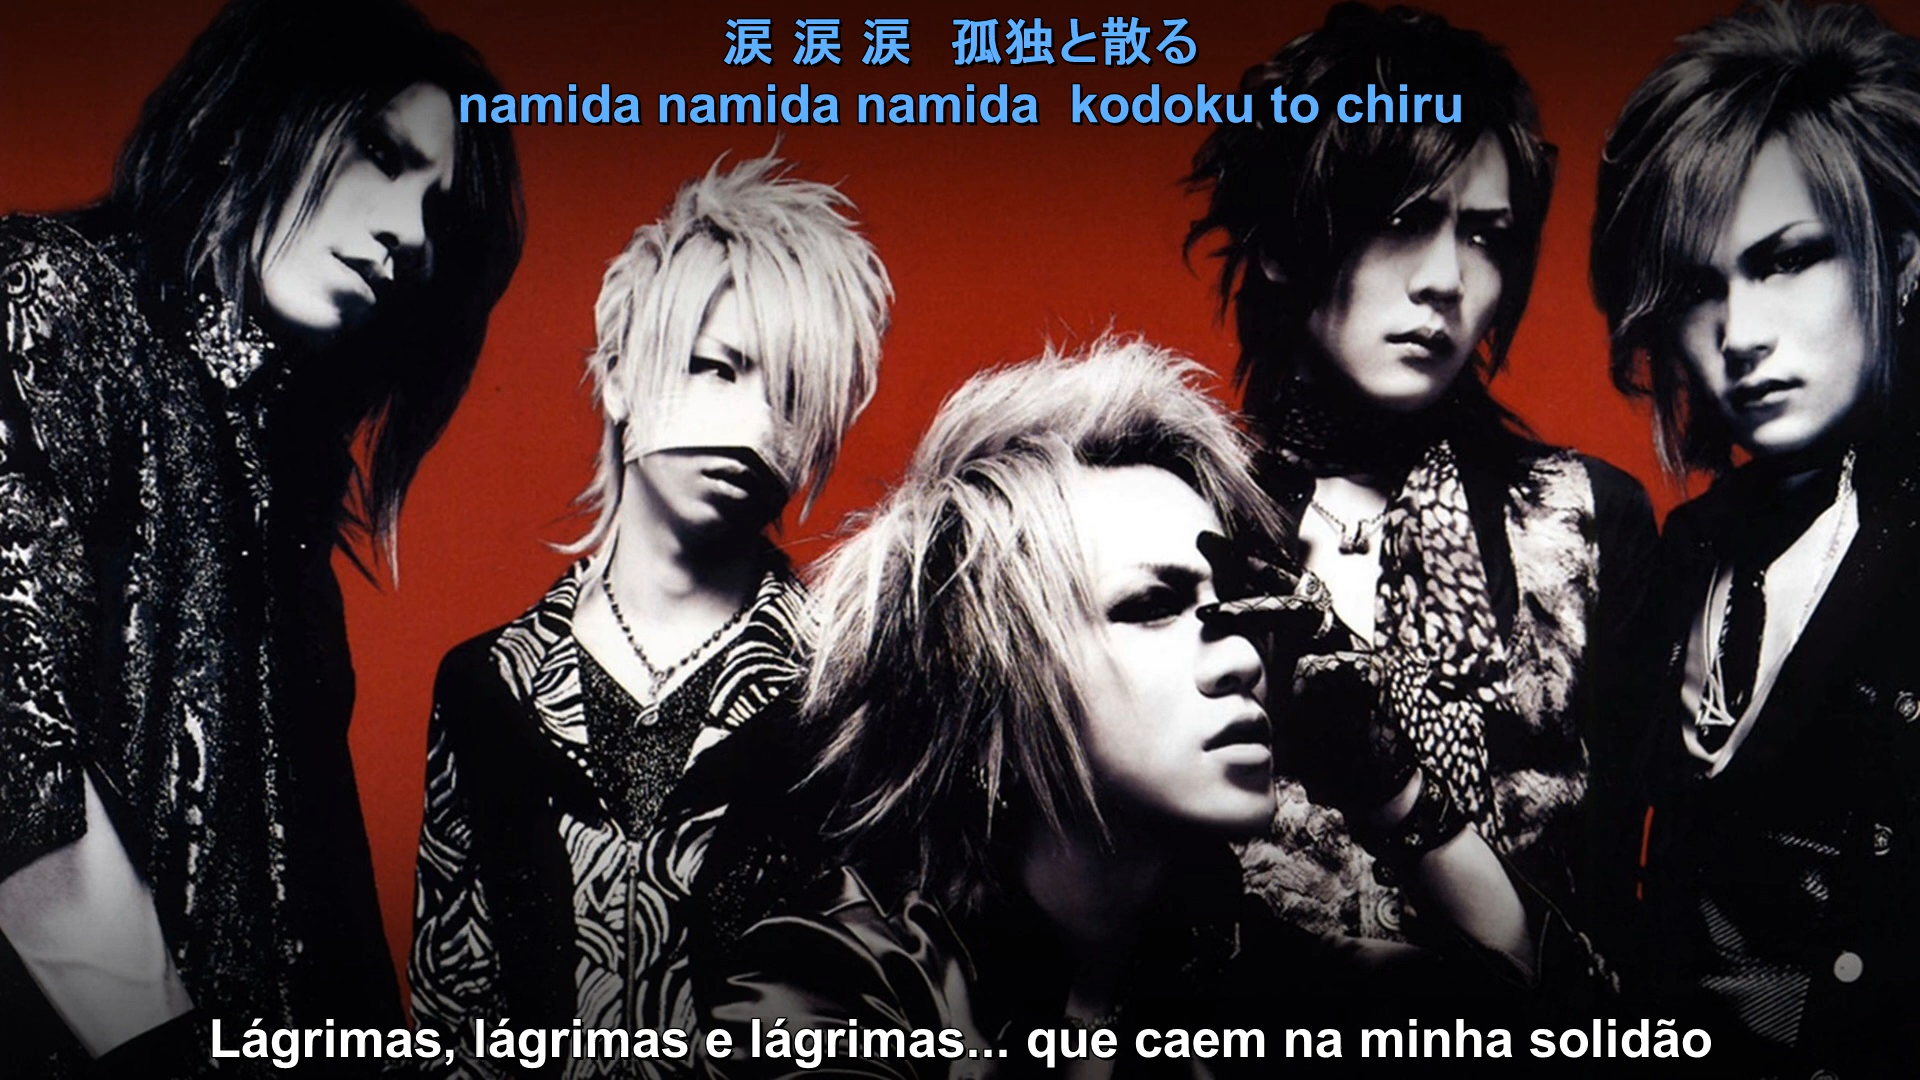 涙 涙 涙　孤独と散る
namida namida namida  kodoku to chiru
Lágrimas, lágrimas e lágrimas... que caem na minha solidão